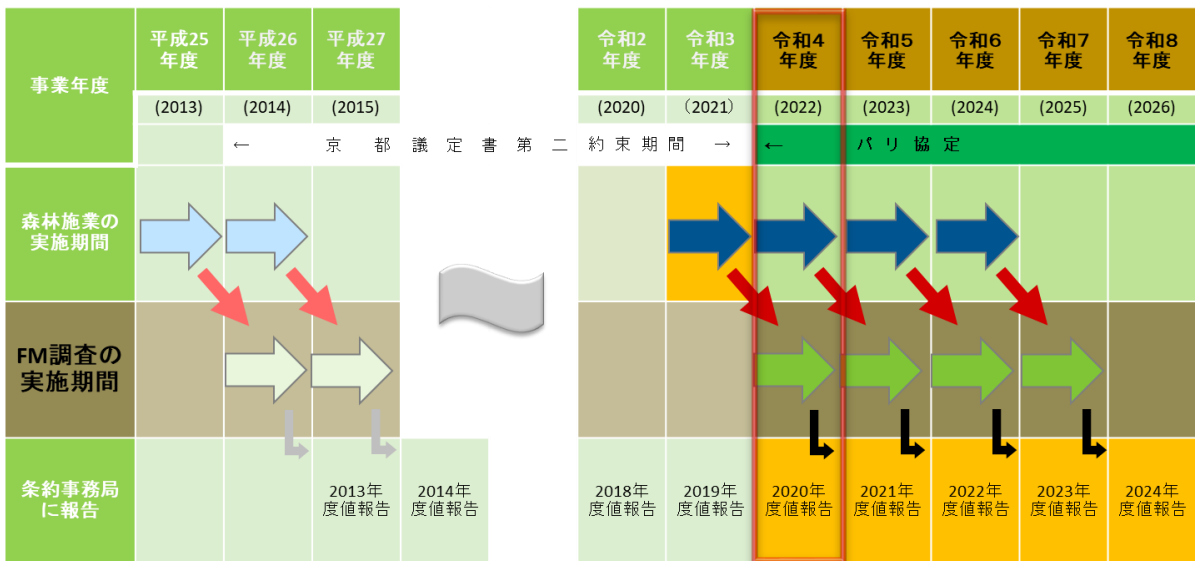 事業年度
平成25
年度
平成26
年度
平成27
年度
令和2
年度
令和3
年度
令和4
年度
令和5
年度
令和6
年度
令和7
年度
令和8
年度
(2013)
(2014)
(2015)
(2020)
（2021）
(2022)
(2023)
(2024)
(2025)
(2026)
← 京都議定書第二約束期間 →
← パリ協定
森林施業の
実施期間
FM調査の
実施期間
条約事務局
に報告
2013年
度値報告
2014年
度値報告
2018年
度値報告
2019年
度値報告
2020年
度値報告
2021年
度値報告
2022年
度値報告
2023年
度値報告
2024年
度値報告